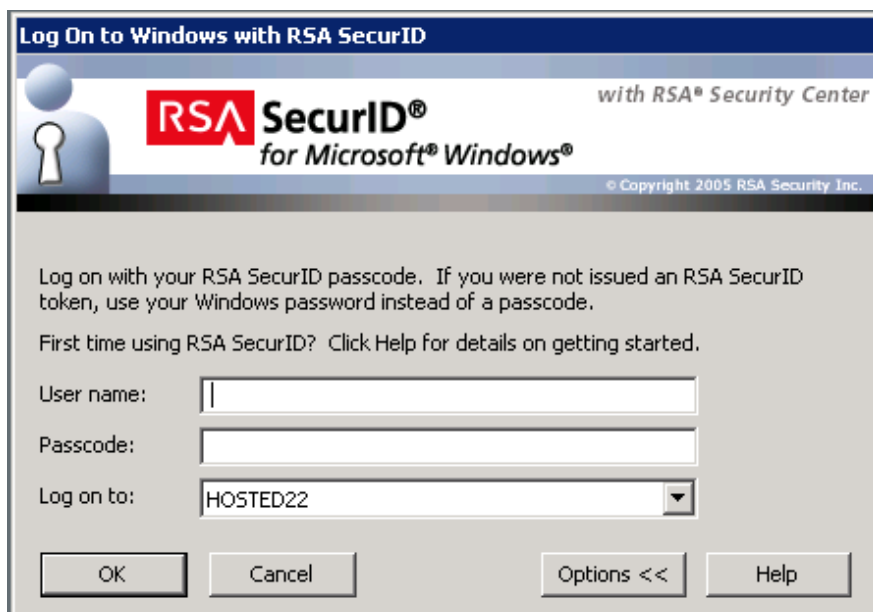 Log On to Windows with RSA SecurID
with RSA® Security Center
RSA SecurID®
for Microsoft® Windows®
© Copyright 2005 RSA Security Inc.
Log on with your RSA SecurID passcode. If you were not issued an RSA SecurID
token, use your Windows password instead of a passcode.
First time using RSA SecurID? Click Help for details on getting started.
User name:
Passcode:
Log on to: HOSTED22
OK Cancel Options << Help